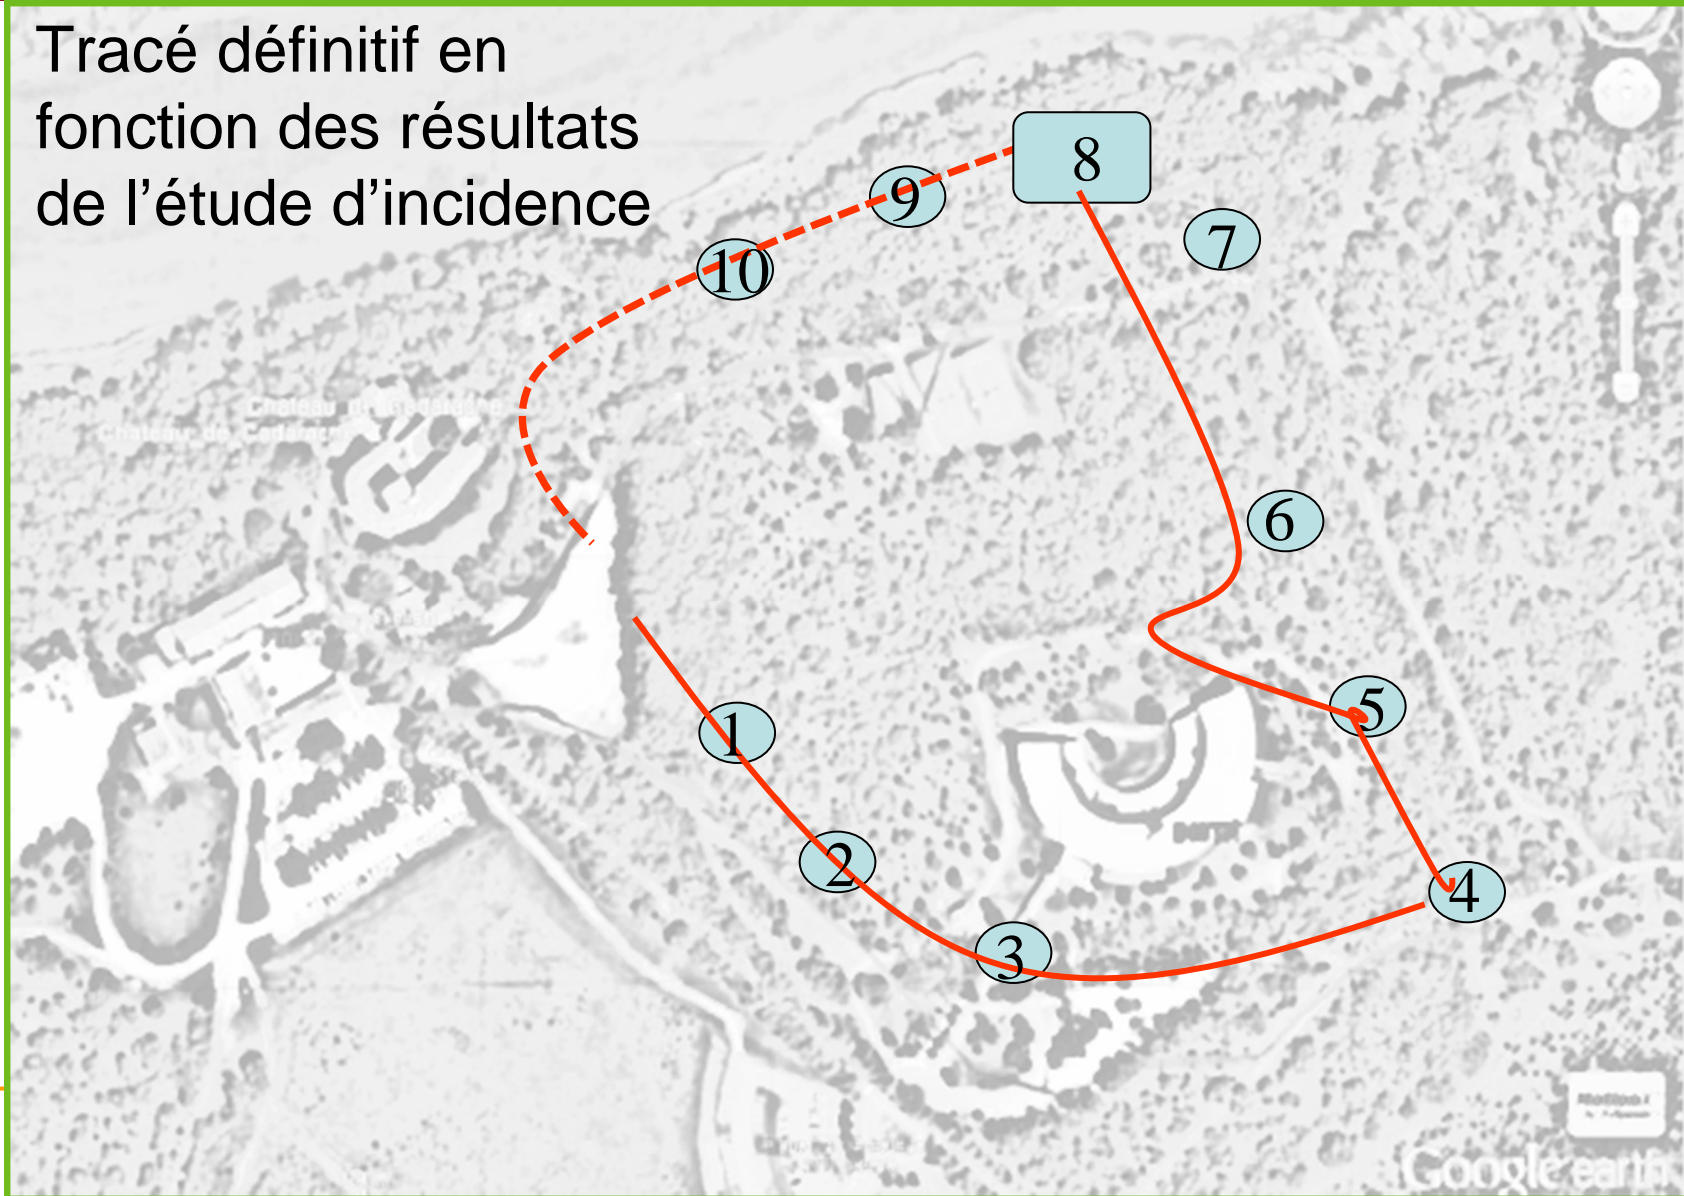 Tracé définitif en
fonction des résultats
de l’étude d’incidence
8
9
7
10
6
5
1
2
4
3
Google earth